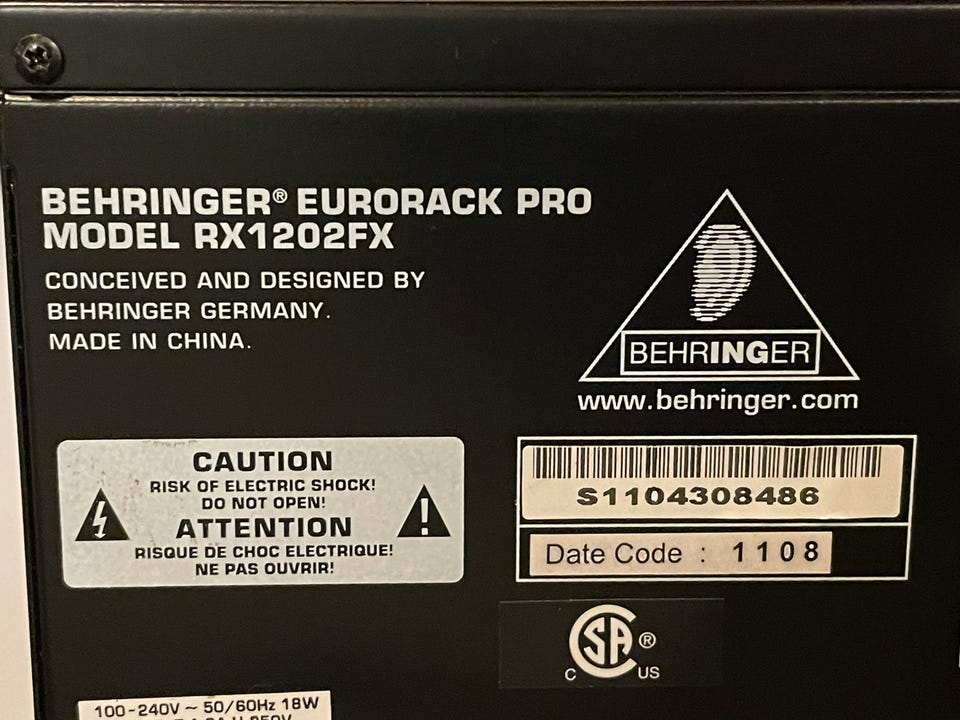 BEHRINGER® EURORACK PRO
MODEL RX1202FX
CONCEIVED AND DESIGNED BY
BEHRINGER GERMANY.
MADE IN CHINA.
BEHRINGER
www.behringer.com
CAUTION
RISK OF ELECTRIC SHOCK!
DO NOT OPEN!
ATTENTION
RISQUE DE CHOC ELECTRIQUE!
NE PAS OUVRIR!
!
S1104308486
Date Code : 1108
C SA ® US
100-240V ~ 50/60Hz 18W